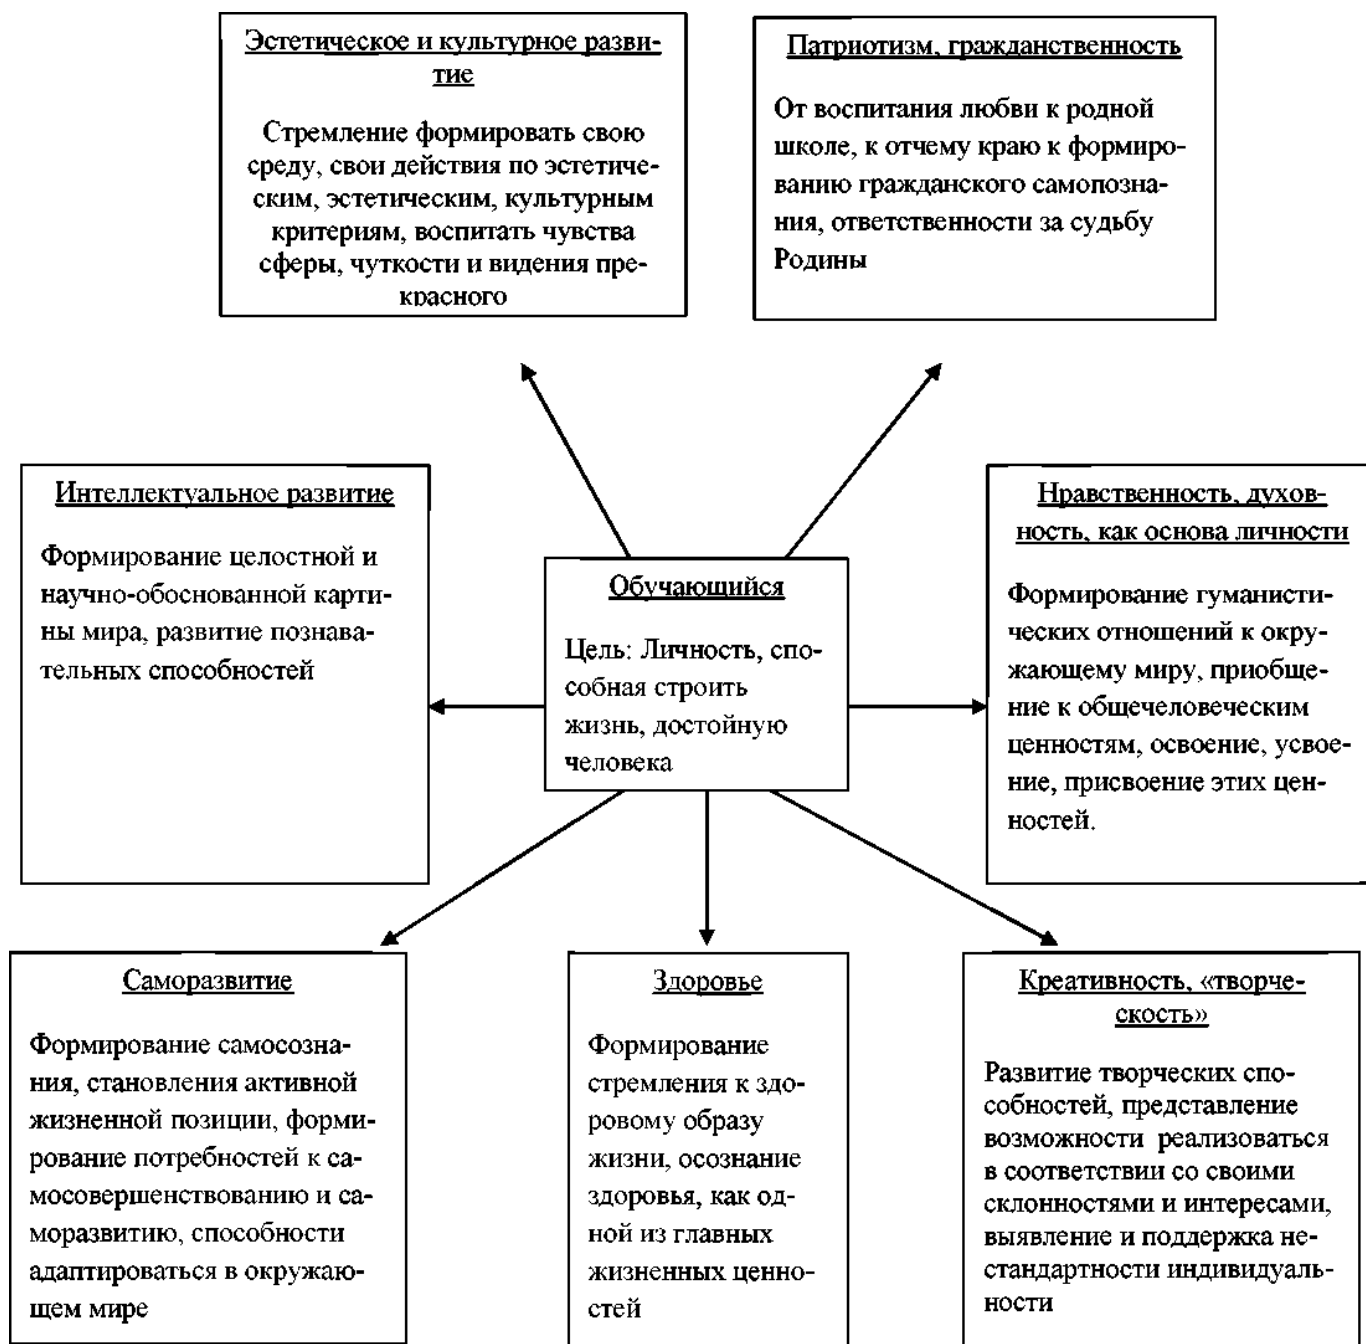 Эстетическое и культурное разви-
тие
Стремление формировать свою
среду, свои действия по эстетиче-
ским, эстетическим, культурным
критериям, воспитать чувства
сферы, чуткости и видения пре-
красного
Патриотизм, гражданственность
От воспитания любви к родной
школе, к отчему краю к формиро-
ванию гражданского самопозна-
ния, ответственности за судьбу
Родины
Интеллектуальное развитие
Формирование целостной и
научно-обоснованной карти-
ны мира, развитие познава-
тельных способностей
Обучающийся
Цель: Личность, спо-
собная строить
жизнь, достойную
человека
Нравственность, духов-
ность, как основа личности
Формирование гуманисти-
ческих отношений к окру-
жающему миру, приобще-
ние к общечеловеческим
ценностям, освоение, усвое-
ние, присвоение этих цен-
ностей.
Саморазвитие
Формирование самосозна-
ния, становления активной
жизненной позиции, форми-
рование потребностей к са-
мосовершенствованию и са-
моразвитию, способности
адаптироваться в окружаю-
щем мире
Здоровье
Формирование
стремления к здо-
ровому образу
жизни, осознание
здоровья, как од-
ной из главных
жизненных ценно-
стей
Креативность, «творче-
скость»
Развитие творческих спо-
собностей, представление
возможности реализоваться
в соответствии со своими
склонностями и интересами,
выявление и поддержка не-
стандартности индивидуаль-
ности